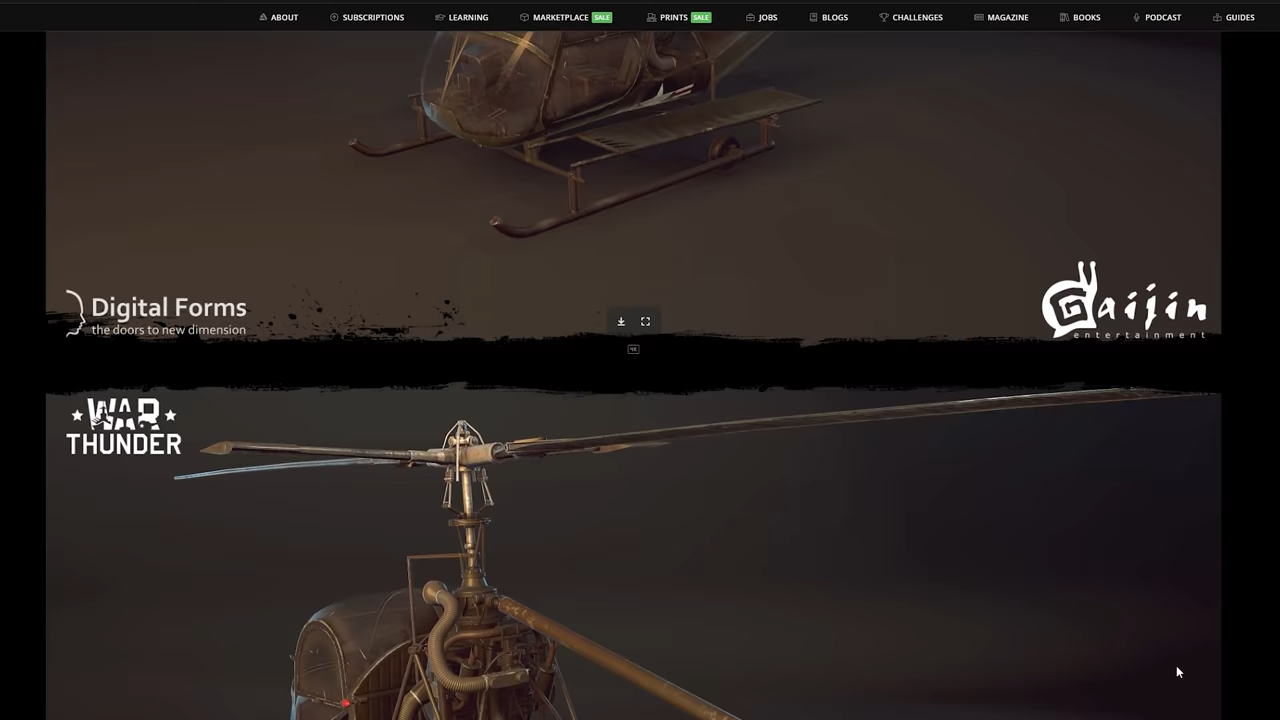 ABOUT SUBSCRIPTIONS LEARNING MARKETPLACE SALE PRINTS SALE JOBS BLOGS CHALLENGES MAGAZINE BOOKS PODCAST GUIDES
Digital Forms
the doors to new dimension
Gaijin
entertainment
4K
WAR
THUNDER